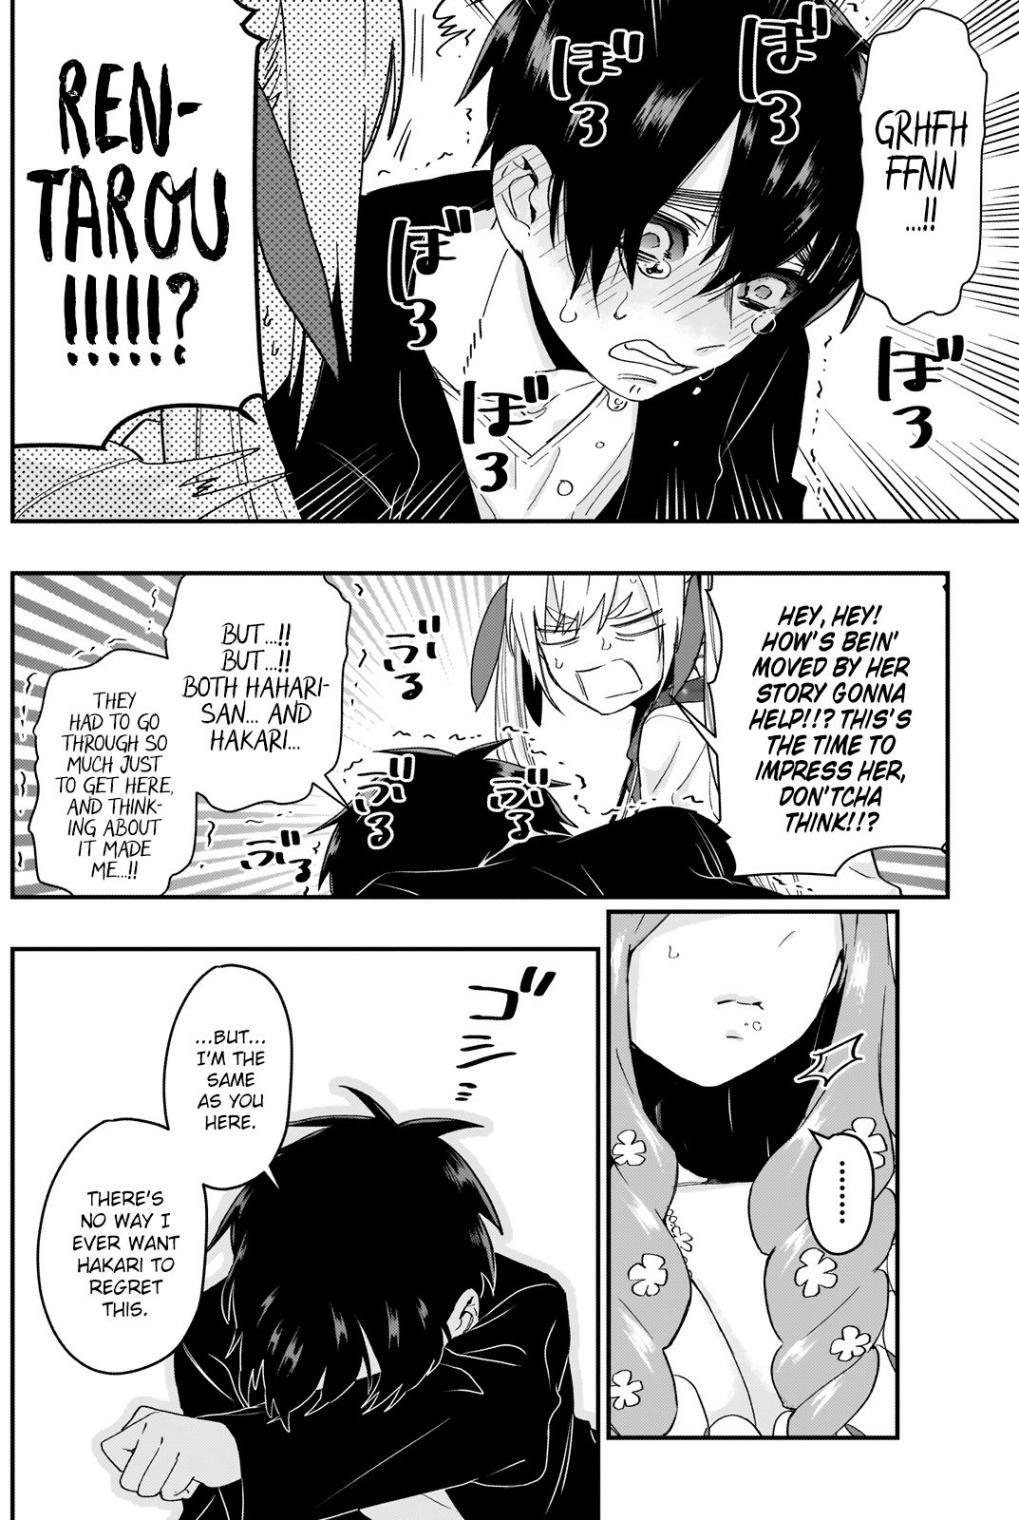 GRHFH
FFNN
...!!
ぼろ
ぼろ
ぼろ
ぼろ
ぼろ
REN-
TAROU
!!!!!!?
HEY, HEY!
HOW'S BEIN'
MOVED BY HER
STORY GONNA
HELP!!? THIS'S
THE TIME TO
IMPRESS HER,
DON'TCHA
THINK!!?
ぶる
ぶる
ぶる
ぶる
BUT...!!
BUT...!!
BOTH HAHARI-
SAN... AND
HAKARI...
THEY
HAD TO GO
THROUGH SO
MUCH JUST
TO GET HERE,
AND THINK-
ING ABOUT
IT MADE
ME...!!
.........
ゴシ
...BUT...
I'M THE
SAME
AS YOU
HERE.
THERE'S
NO WAY I
EVER WANT
HAKARI TO
REGRET
THIS.